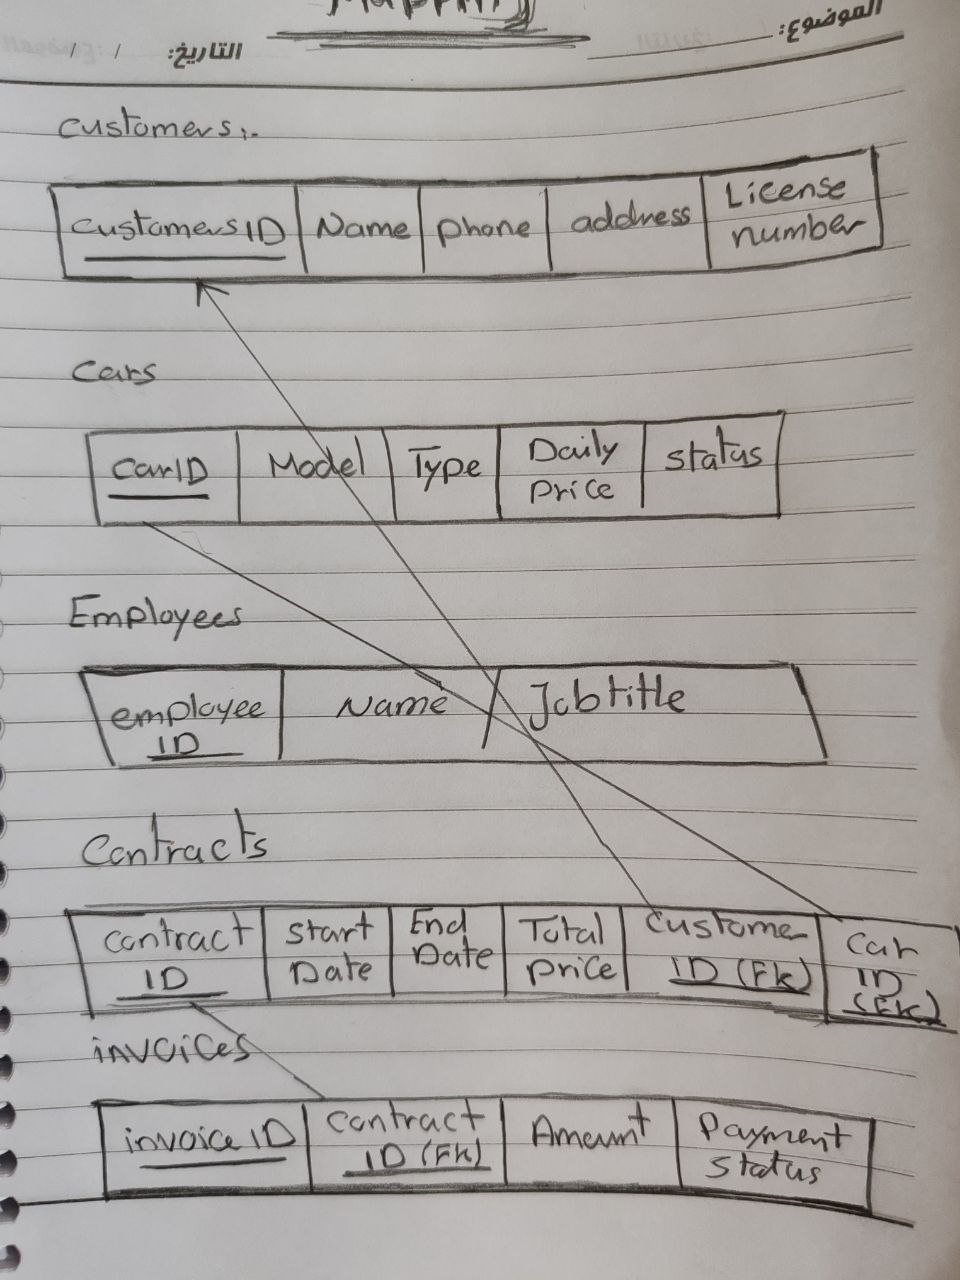 Mapping
الموضوع:
التاريخ: / /
Customers:-
CustomersID Name phone address License number
Cars
CarID Model Type Daily price status
Employees
employee ID Name Jobtitle
Contracts
contract ID start Date End Date Total price Custome ID (FK) Car ID (FK)
invoices
invoice ID Contract ID (FK) Amount Payment status